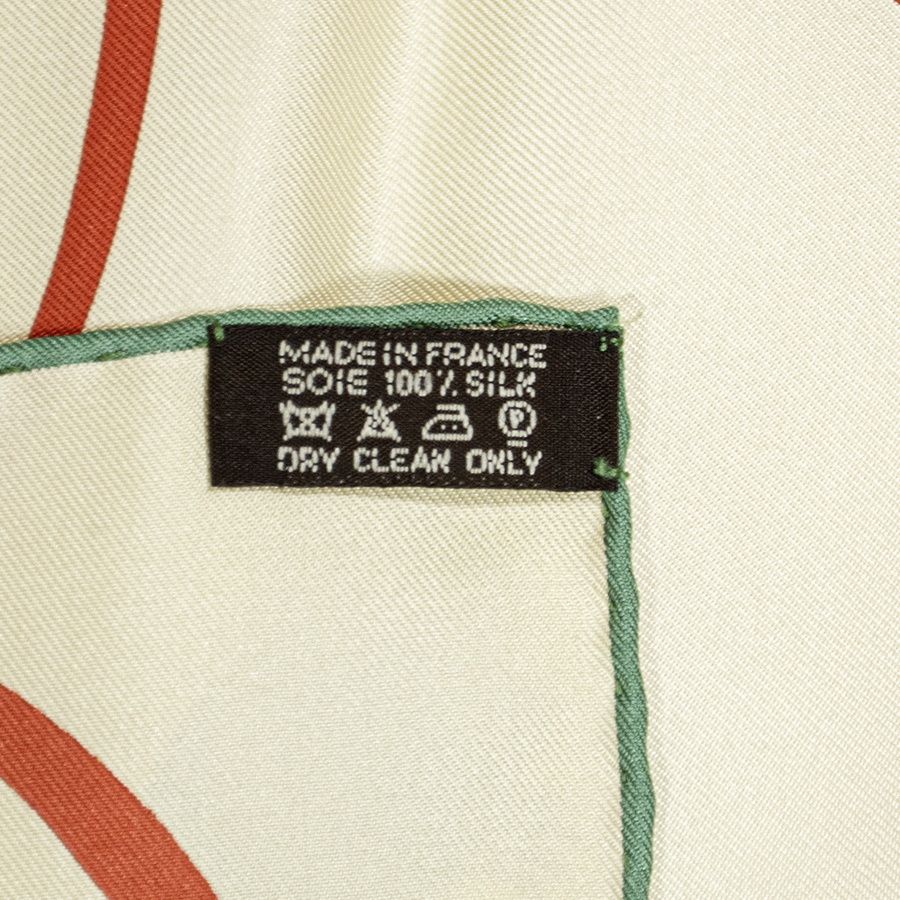 MADE IN FRANCE
SOIE 100% SILK
P
DRY CLEAN ONLY